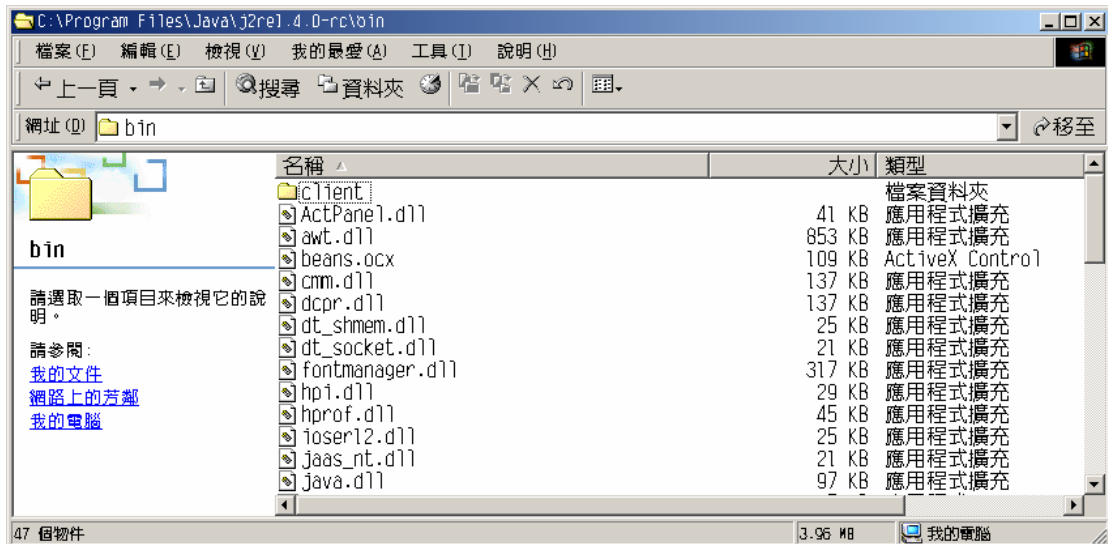 C:\Program Files\Java\j2re1.4.0-rc\bin
檔案(F) 編輯(E) 檢視(V) 我的最愛(A) 工具(T) 說明(H)
上一頁 搜尋 資料夾
網址(D) bin 移至
名稱 大小 類型
client 檔案資料夾
ActPanel.dll 41 KB 應用程式擴充
awt.dll 853 KB 應用程式擴充
beans.ocx 109 KB ActiveX Control
cmm.dll 137 KB 應用程式擴充
dcpr.dll 137 KB 應用程式擴充
dt_shmem.dll 25 KB 應用程式擴充
dt_socket.dll 21 KB 應用程式擴充
fontmanager.dll 317 KB 應用程式擴充
hpi.dll 29 KB 應用程式擴充
hprof.dll 45 KB 應用程式擴充
ioser12.dll 25 KB 應用程式擴充
jaas_nt.dll 21 KB 應用程式擴充
java.dll 97 KB 應用程式擴充
bin
請選取一個項目來檢視它的說
明。
請參閱:
我的文件
網路上的芳鄰
我的電腦
47 個物件 3.96 MB 我的電腦